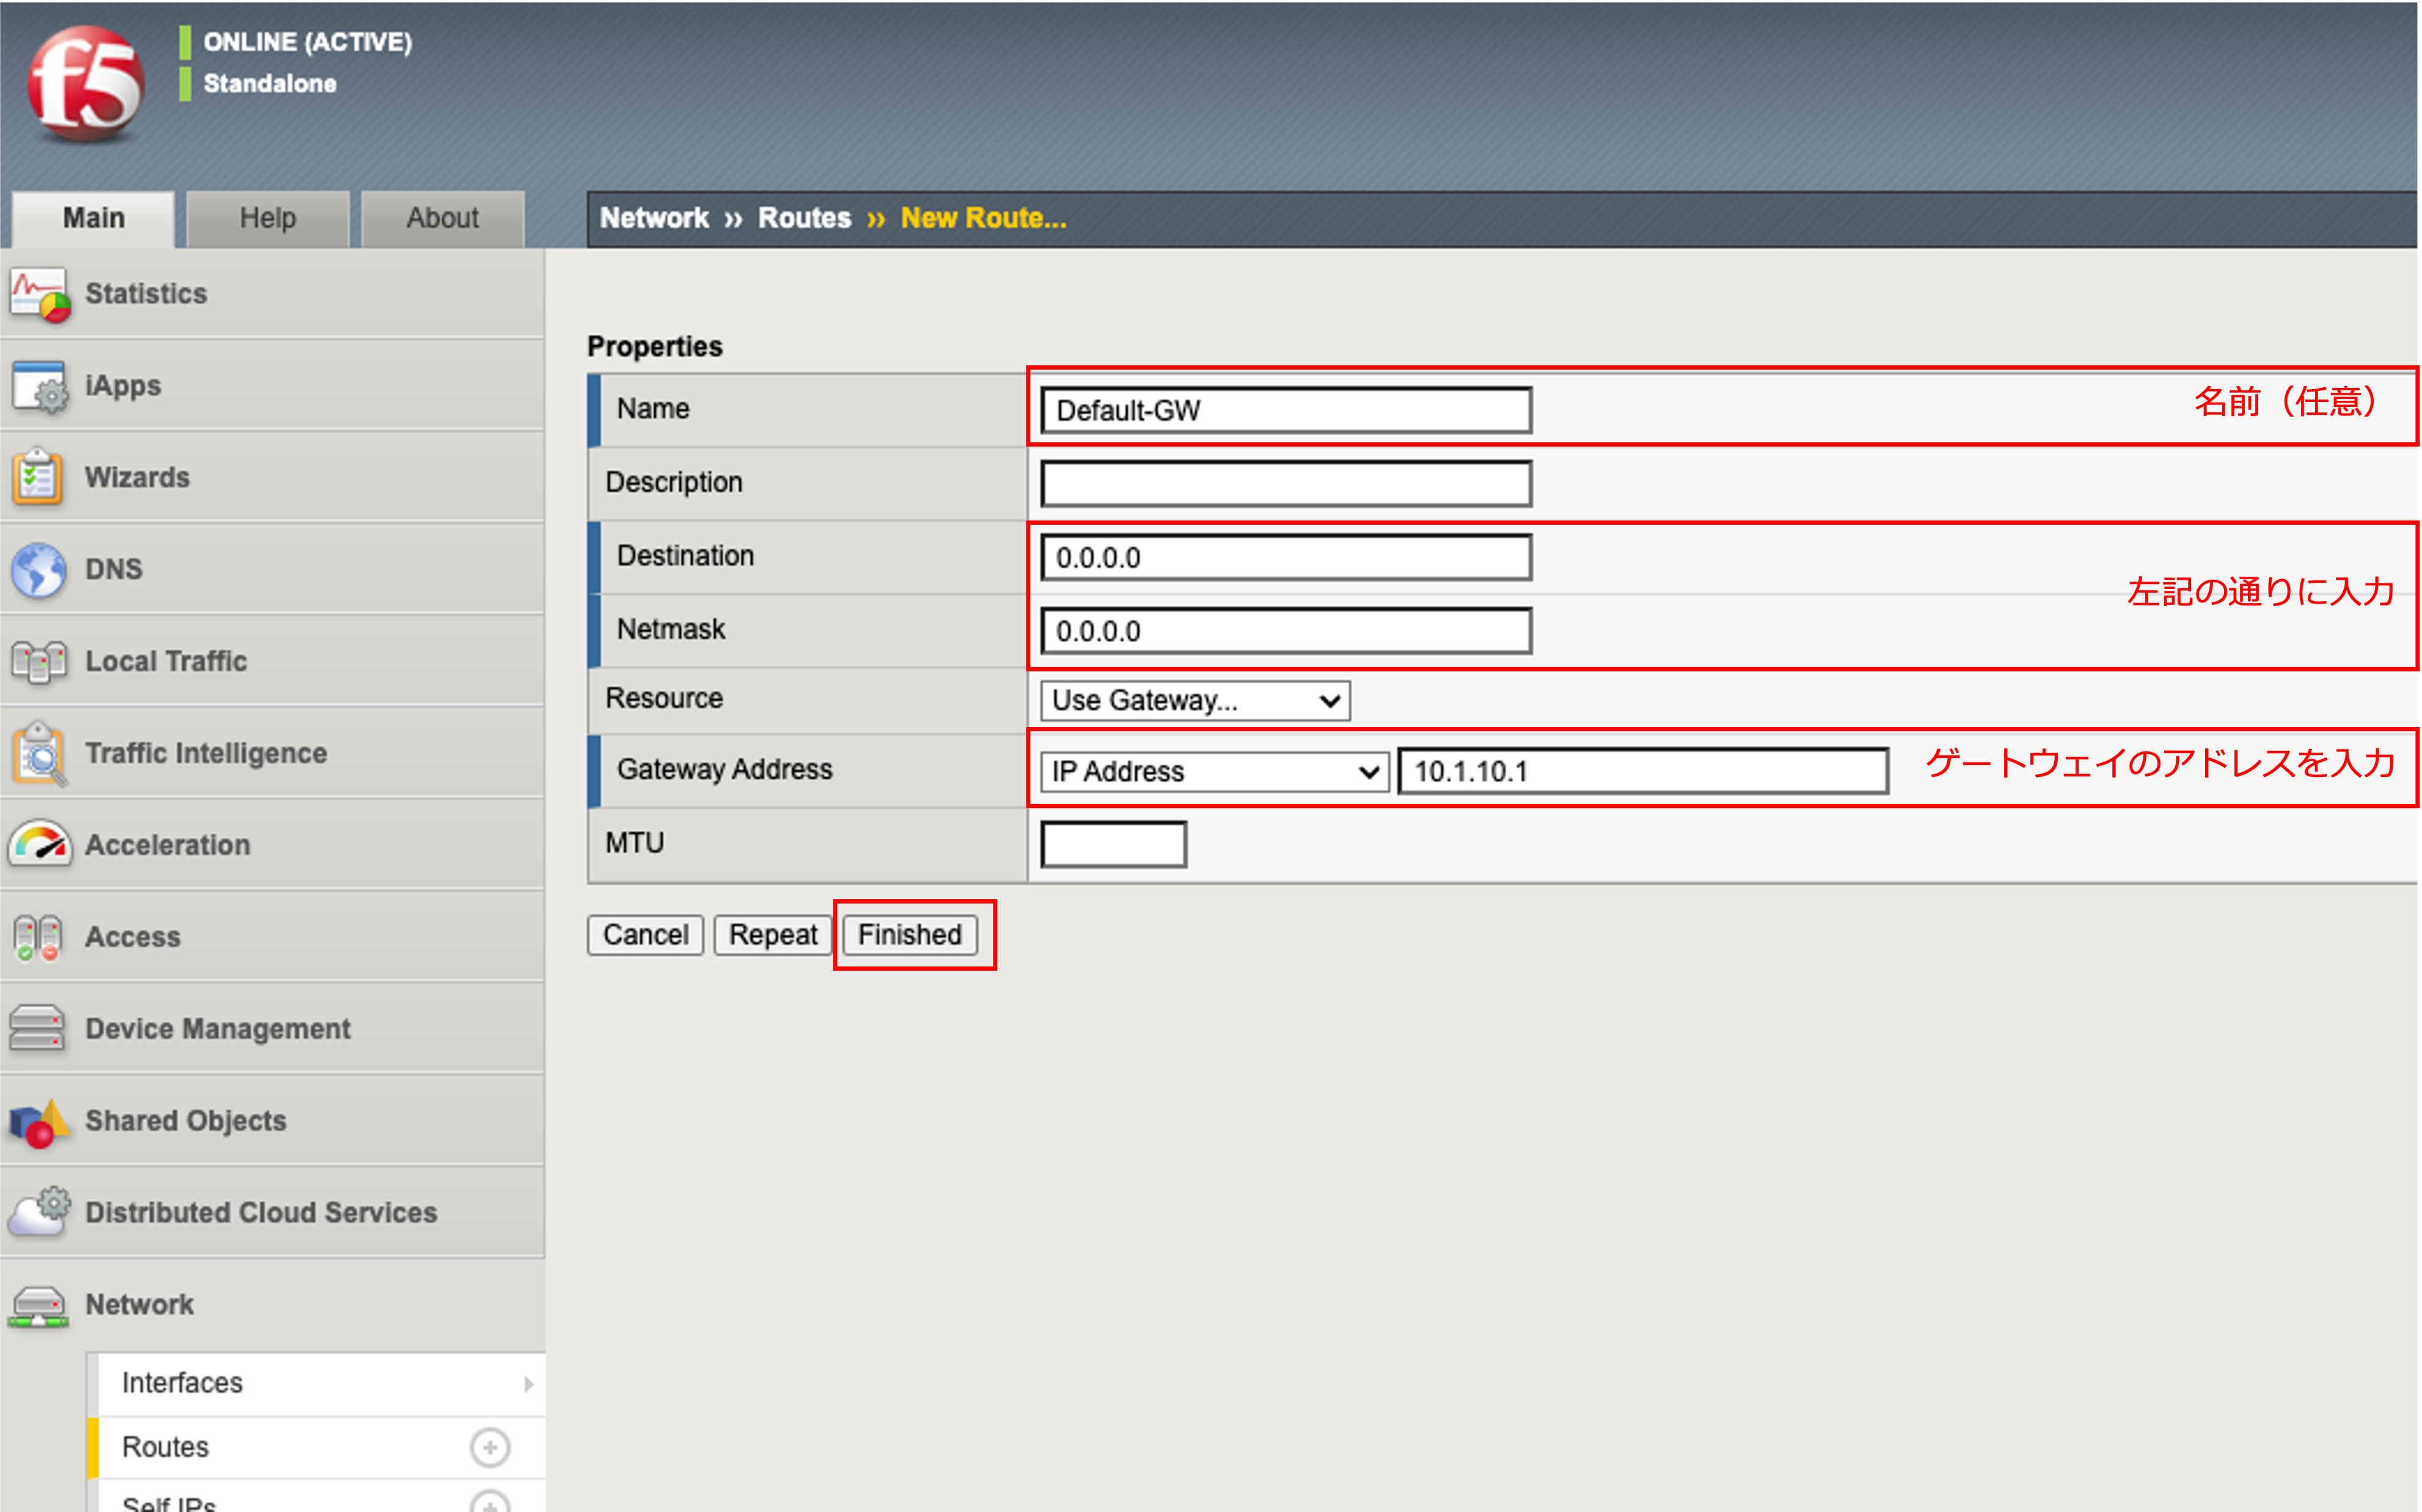 f5
ONLINE (ACTIVE)
Standalone
Main
Help
About
Network ›› Routes ›› New Route...
Statistics
iApps
Wizards
DNS
Local Traffic
Traffic Intelligence
Acceleration
Access
Device Management
Shared Objects
Distributed Cloud Services
Network
Interfaces
Routes
Self IPs
Properties
Name
Default-GW
名前（任意）
Description
Destination
0.0.0.0
左記の通りに入力
Netmask
0.0.0.0
Resource
Use Gateway...
Gateway Address
IP Address
10.1.10.1
ゲートウェイのアドレスを入力
MTU
Cancel
Repeat
Finished